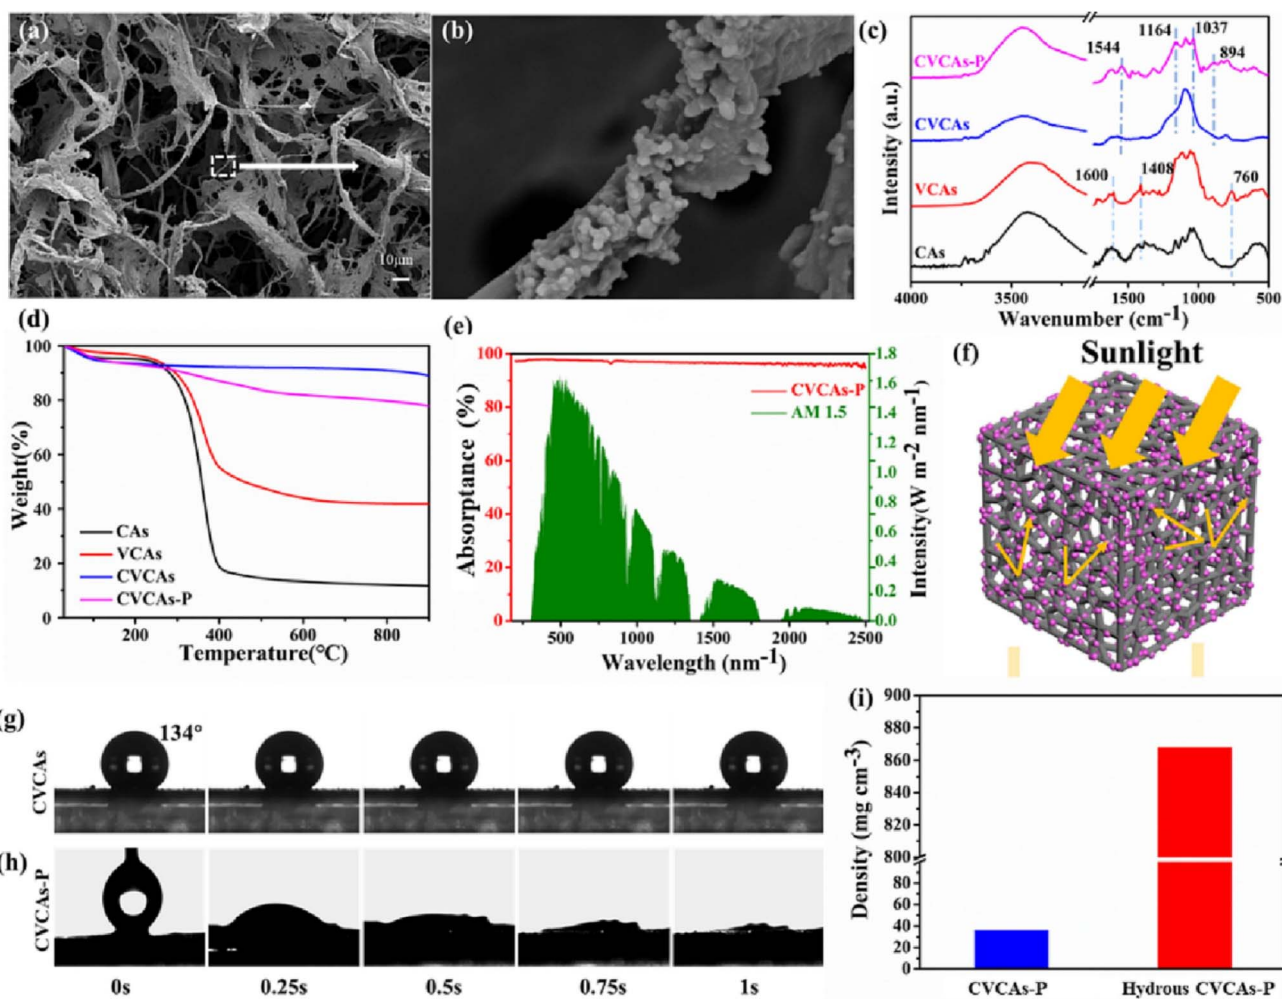 (a)
10μm
(b)
(c)
CVCAs-P
CVCAs
VCAs
CAs
1544
1164
1037
894
1600
1408
760
Intensity (a.u.)
4000
3500
1500
1000
500
Wavenumber (cm-1)
(d)
100
80
60
40
20
0
Weight(%)
CAs
VCAs
CVCAs
CVCAs-P
200
400
600
800
Temperature(°C)
(e)
100
80
60
40
20
0
Absorptance (%)
CVCAs-P
AM 1.5
1.8
1.6
1.4
1.2
1.0
0.8
0.6
0.4
0.2
0.0
Intensity(W m-2 nm-1)
500
1000
1500
2000
2500
Wavelength (nm-1)
(f)
Sunlight
(g)
CVCAs
134°
(h)
CVCAs-P
0s
0.25s
0.5s
0.75s
1s
(i)
900
880
860
840
820
800
80
60
40
20
0
Density (mg cm-3)
CVCAs-P
Hydrous CVCAs-P